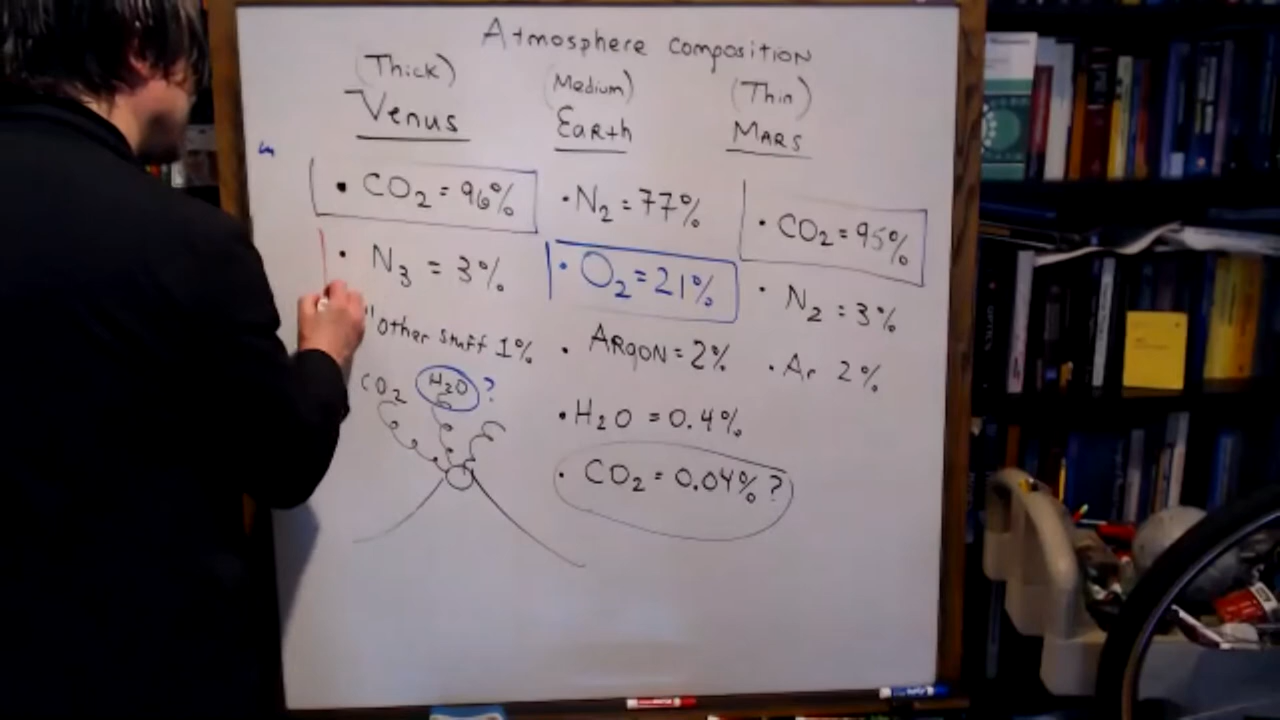 Atmosphere Composition
(Thick)
Venus
• CO2 = 96%
• N3 = 3%
"other stuff 1%
CO2 H2O ?
(Medium)
Earth
• N2 = 77%
• O2 = 21%
• Argon = 2%
• H2O = 0.4%
• CO2 = 0.04% ?
(Thin)
MARS
• CO2 = 95%
• N2 = 3%
• Ar 2%